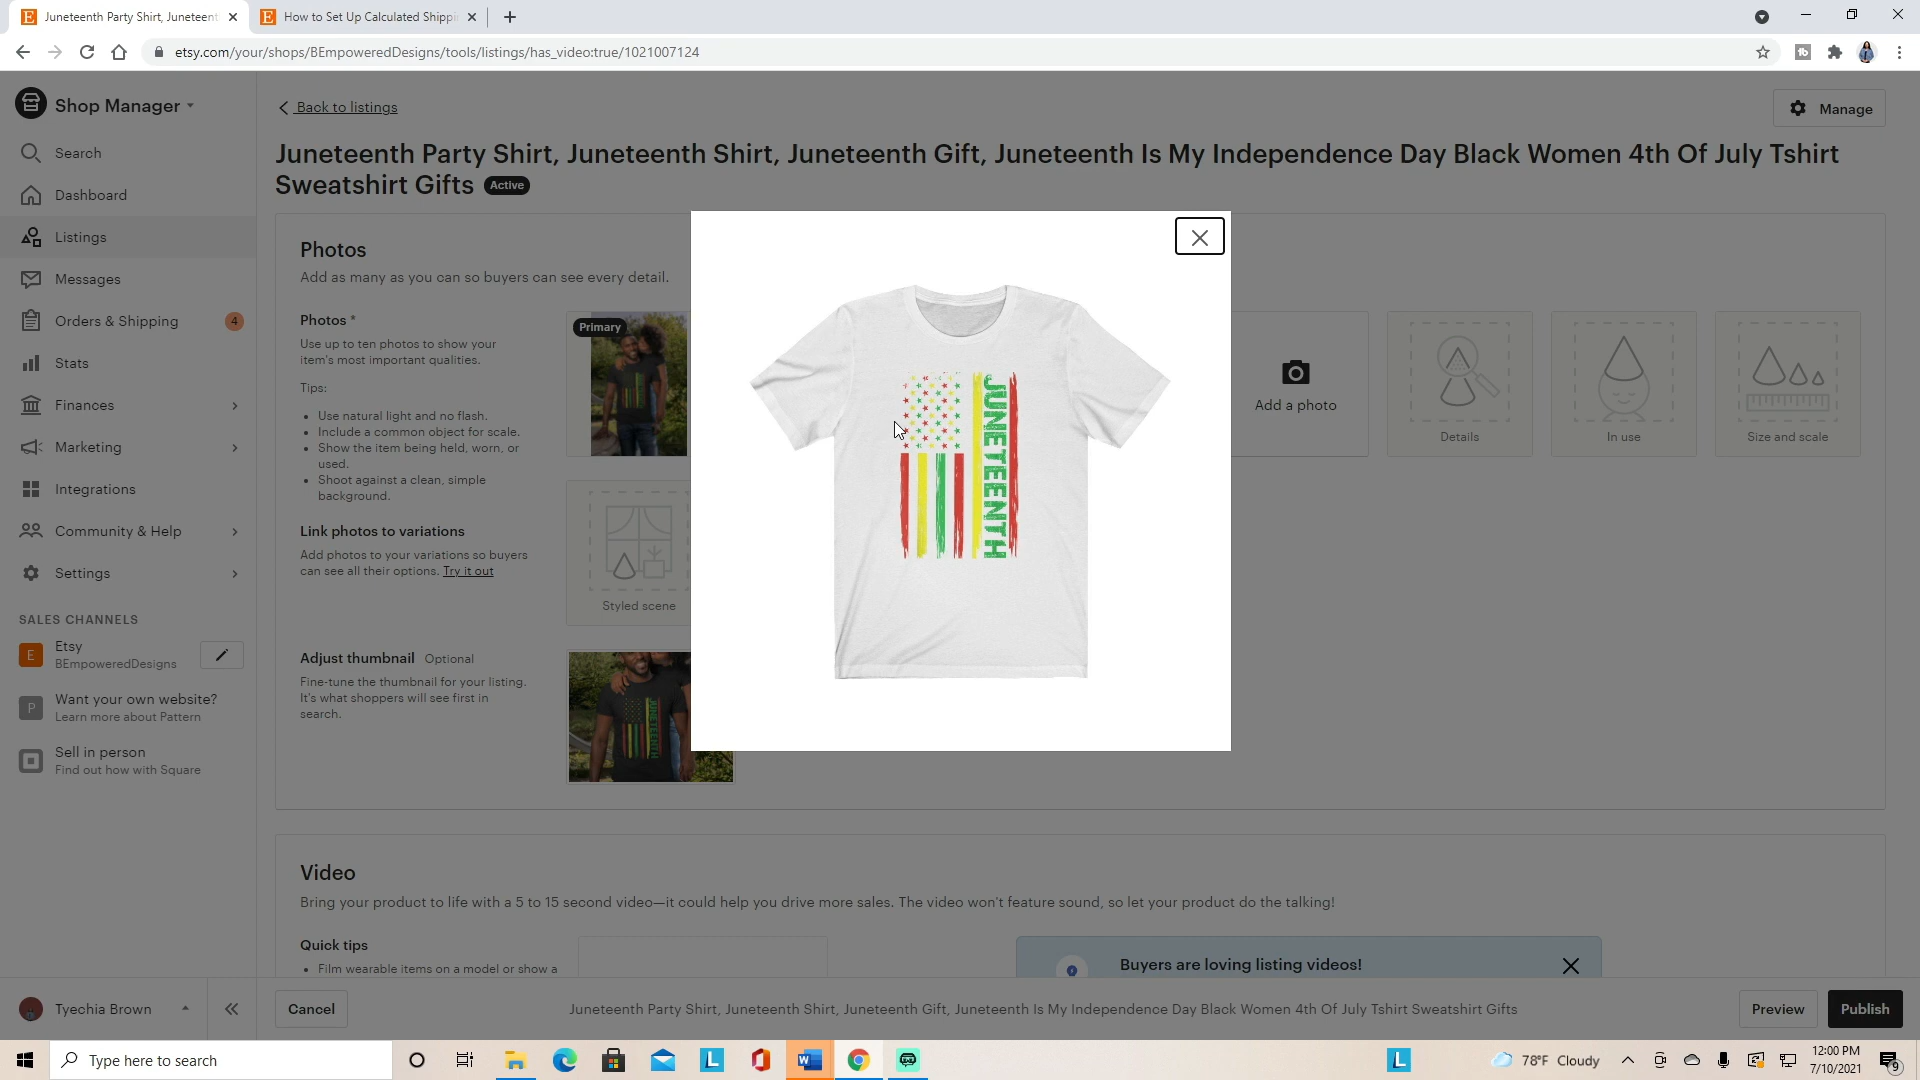 Juneteenth Party Shirt, Juneteent
How to Set Up Calculated Shippi
etsy.com/your/shops/BEmpoweredDesigns/tools/listings/has_video:true/1021007124
Shop Manager
Search
Dashboard
Listings
Messages
Orders & Shipping 4
Stats
Finances
Marketing
Integrations
Community & Help
Settings
SALES CHANNELS
E
Etsy
BEmpoweredDesigns
P
Want your own website?
Learn more about Pattern
Sell in person
Find out how with Square
Tyechia Brown
Back to listings
Manage
Juneteenth Party Shirt, Juneteenth Shirt, Juneteenth Gift, Juneteenth Is My Independence Day Black Women 4th Of July Tshirt
Sweatshirt Gifts Active
Photos
Add as many as you can so buyers can see every detail.
Photos *
Use up to ten photos to show your
item's most important qualities.
Tips:
• Use natural light and no flash.
• Include a common object for scale.
• Show the item being held, worn, or
used.
• Shoot against a clean, simple
background.
Link photos to variations
Add photos to your variations so buyers
can see all their options. Try it out
Adjust thumbnail Optional
Fine-tune the thumbnail for your listing.
It's what shoppers will see first in
search.
Primary
Styled scene
JUNETEENTH
JUNETEENTH
Add a photo
Details
In use
Size and scale
Video
Bring your product to life with a 5 to 15 second video—it could help you drive more sales. The video won't feature sound, so let your product do the talking!
Quick tips
• Film wearable items on a model or show a
Buyers are loving listing videos!
Cancel
Juneteenth Party Shirt, Juneteenth Shirt, Juneteenth Gift, Juneteenth Is My Independence Day Black Women 4th Of July Tshirt Sweatshirt Gifts
Preview
Publish
Type here to search
78°F Cloudy
12:00 PM
7/10/2021
9